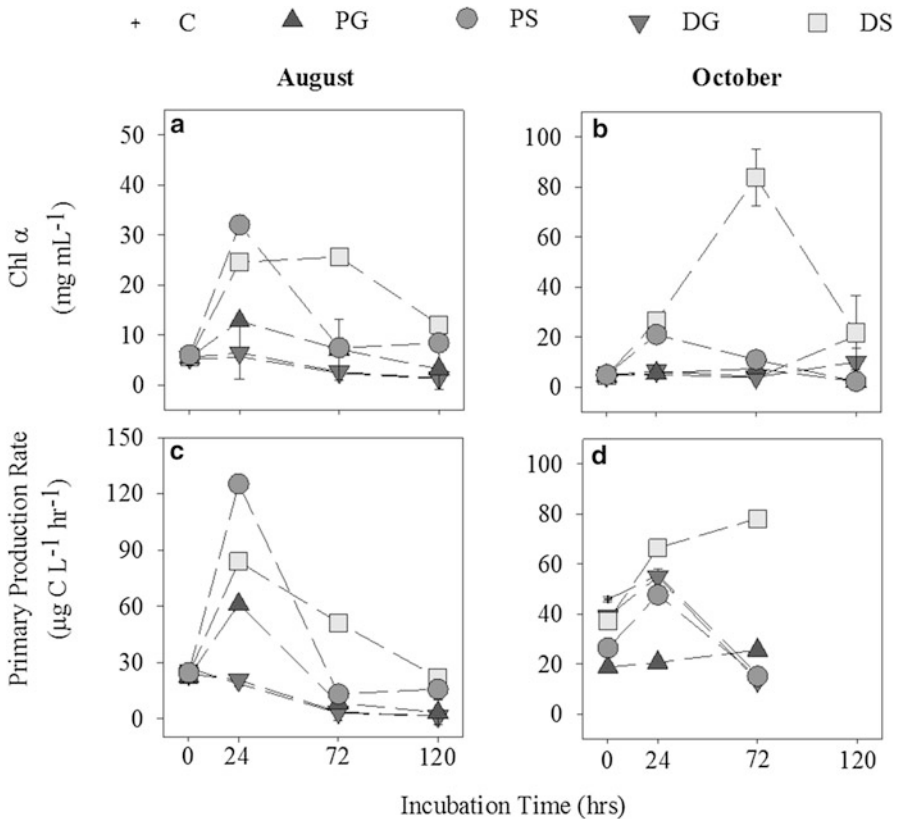 C PG PS DG DS
August October
a
50
40
30
20
10
0
b
100
80
60
40
20
0
Chl α
(mg mL-1)
c
150
120
90
60
30
0
d
100
80
60
40
20
0
Primary Production Rate
(µg C L-1 hr-1)
0 24 72 120
0 24 72 120
Incubation Time (hrs)